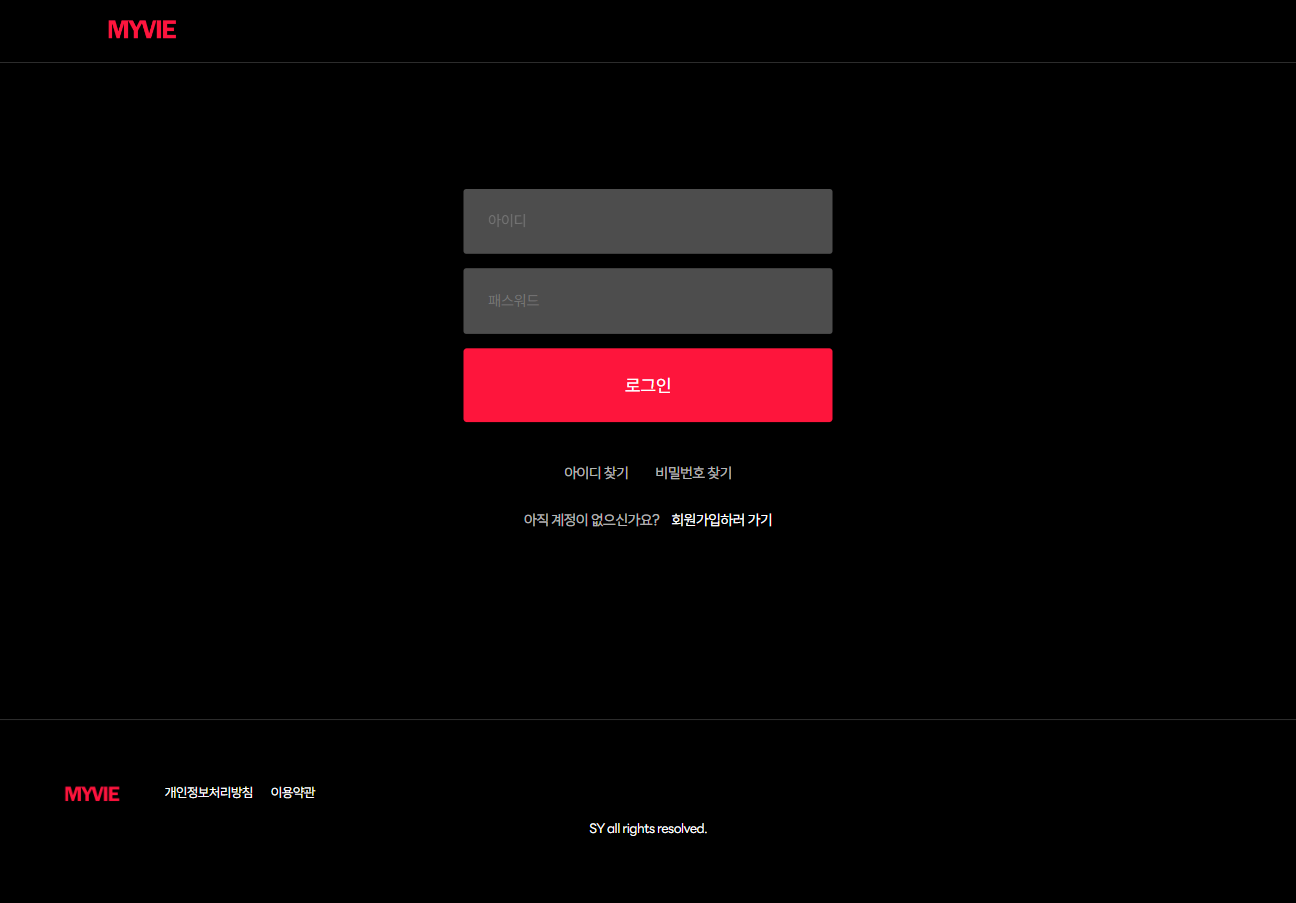 MYVIE
아이디
패스워드
로그인
아이디 찾기 비밀번호 찾기
아직 계정이 없으신가요? 회원가입하러 가기
MYVIE 개인정보처리방침 이용약관
SY all rights resolved.